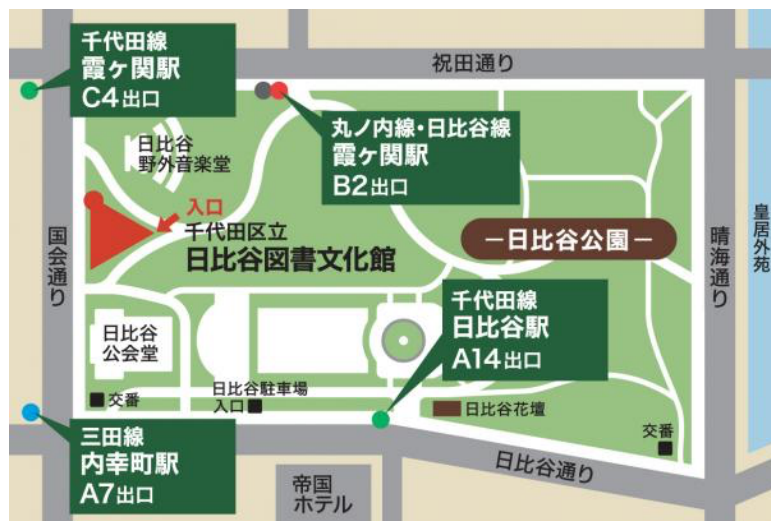 千代田線
霞ヶ関駅
C4出口
祝田通り
丸ノ内線・日比谷線
霞ヶ関駅
B2出口
日比谷
野外音楽堂
入口
千代田区立
日比谷図書文化館
国会通り
－日比谷公園－
晴海通り
皇居外苑
千代田線
日比谷駅
A14出口
日比谷
公会堂
交番
日比谷駐車場
入口
日比谷花壇
交番
三田線
内幸町駅
A7出口
日比谷通り
帝国
ホテル